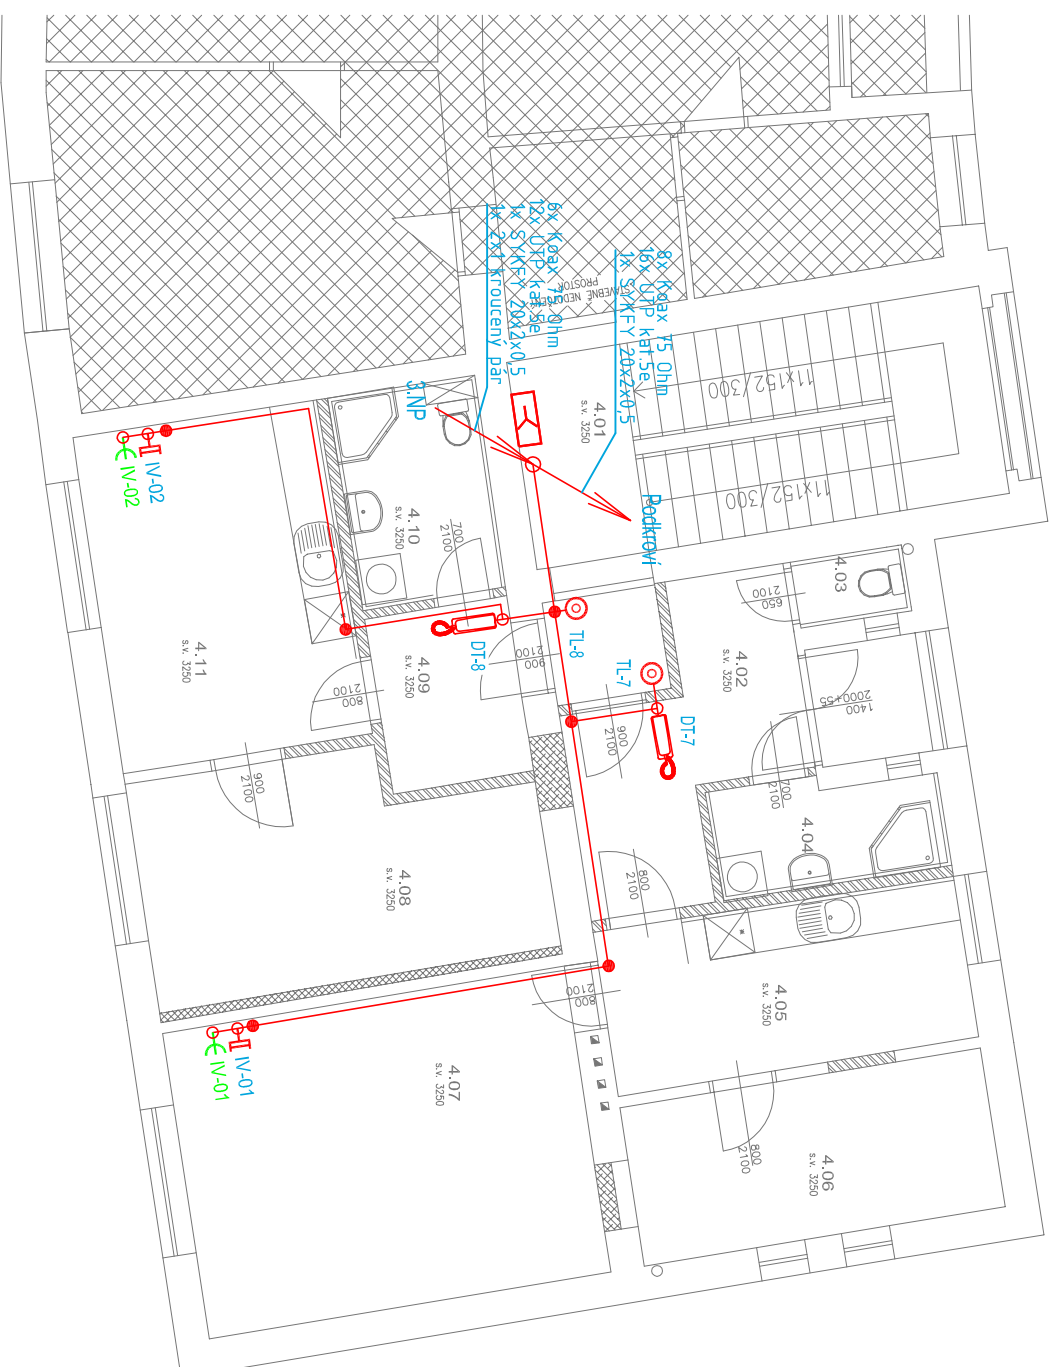 6x Koax 75 Ohm
12x UTP kat.5e
1x SYKFY 20x2x0,5
1x 2x1 kroucený pár
8x Koax 75 Ohm
16x UTP kat.5e
1x SYKFY 20x2x0,5
STAVEBNE NEDOTČENÝ
PROSTOR
3.NP
Podkroví
4.01
s.v. 3250
11x152/300
11x152/300
IV-02
IV-02
4.10
s.v. 3250
700
2100
4.03
650
2100
4.11
s.v. 3250
800
2100
4.09
s.v. 3250
DT-8
900
2100
TL-8
TL-7
DT-7
900
2100
4.02
s.v. 3250
1400
2000+55
700
2100
4.04
900
2100
4.08
s.v. 3250
800
2100
4.05
s.v. 3250
800
2100
IV-01
IV-01
4.07
s.v. 3250
800
2100
4.06
s.v. 3250